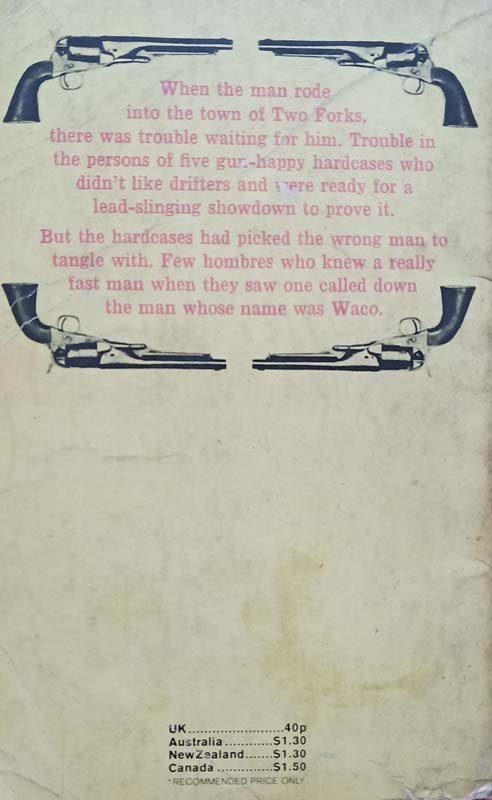 When the man rode
into the town of Two Forks,
there was trouble waiting for him. Trouble in
the persons of five gun-happy hardcases who
didn't like drifters and were ready for a
lead-slinging showdown to prove it.
But the hardcases had picked the wrong man to
tangle with. Few hombres who knew a really
fast man when they saw one called down
the man whose name was Waco.
UK........................40p
Australia............$1.30
NewZealand.......$1.30
Canada..............$1.50
*RECOMMENDED PRICE ONLY